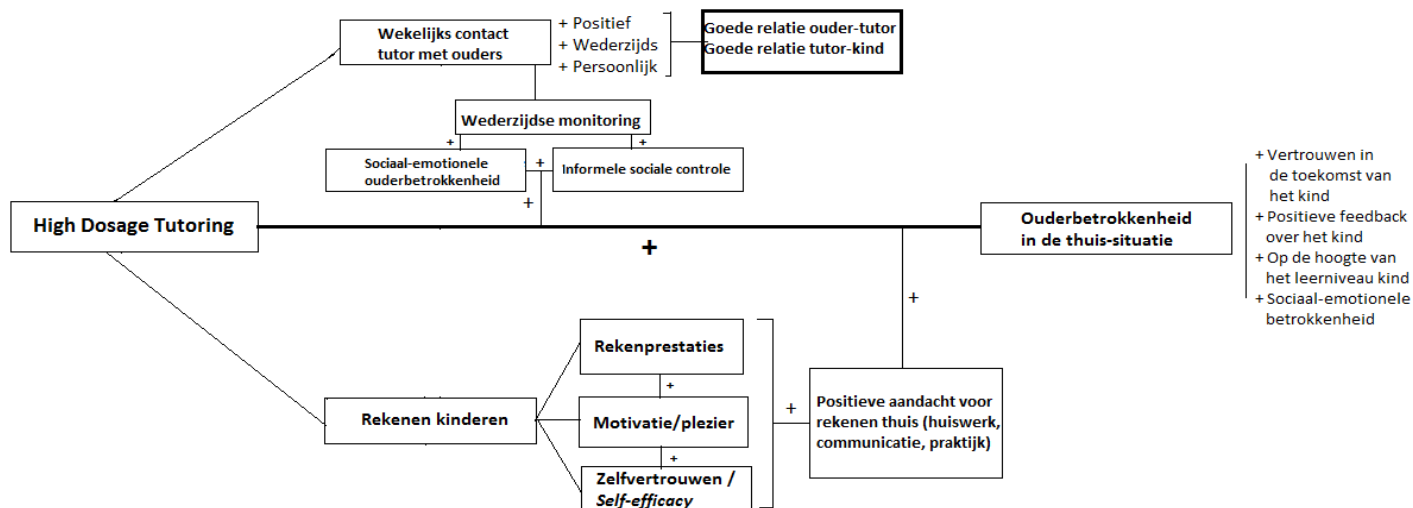 Wekelijks contact
tutor met ouders
+ Positief
+ Wederzijds
+ Persoonlijk
Goede relatie ouder-tutor
Goede relatie tutor-kind
Wederzijdse monitoring
+
+
Sociaal-emotionele
ouderbetrokkenheid
+
Informele sociale controle
+
High Dosage Tutoring
+
Ouderbetrokkenheid
in de thuis-situatie
+ Vertrouwen in
de toekomst van
het kind
+ Positieve feedback
over het kind
+ Op de hoogte van
het leerniveau kind
+ Sociaal-emotionele
betrokkenheid
+
Rekenen kinderen
Rekenprestaties
+
Motivatie/plezier
+
Zelfvertrouwen /
Self-efficacy
+
Positieve aandacht voor
rekenen thuis (huiswerk,
communicatie, praktijk)